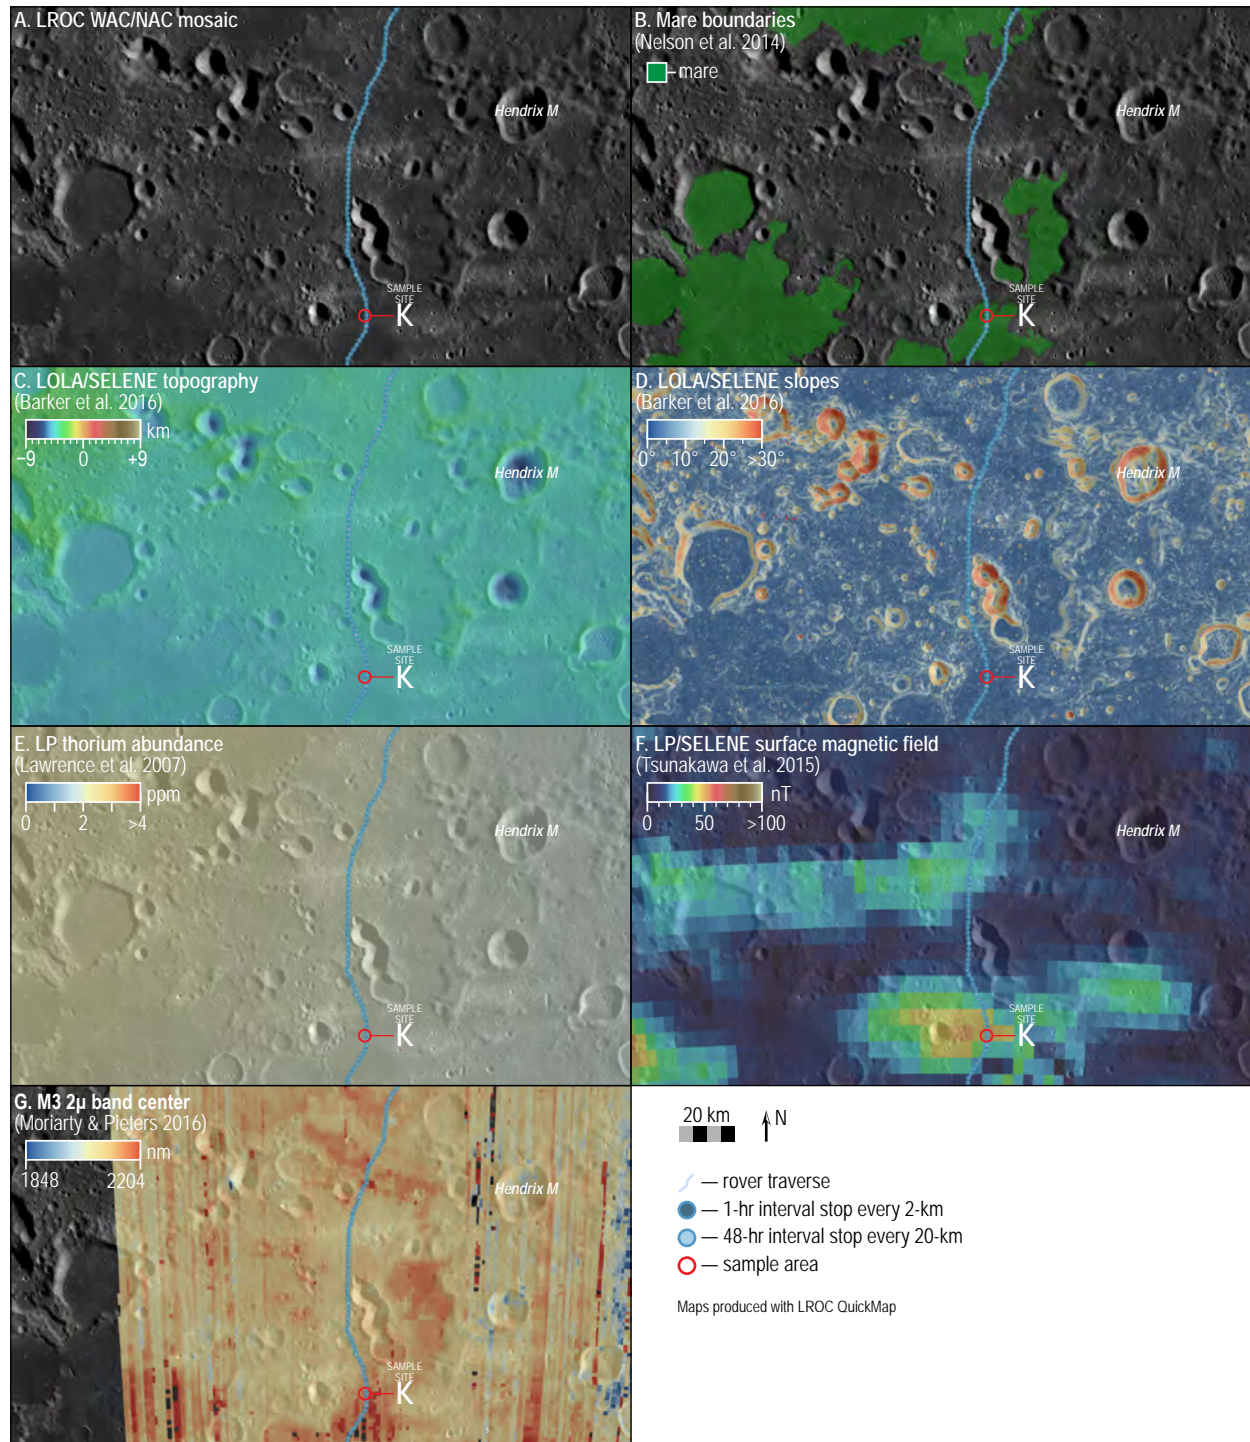 A. LROC WAC/NAC mosaic
SAMPLE
SITE
K
Hendrix M
B. Mare boundaries
(Nelson et al. 2014)
mare
Hendrix M
SAMPLE
SITE
K
C. LOLA/SELENE topography
(Barker et al. 2016)
km
−9 0 +9
Hendrix M
SAMPLE
SITE
K
D. LOLA/SELENE slopes
(Barker et al. 2016)
0° 10° 20° >30°
Hendrix M
SAMPLE
SITE
K
E. LP thorium abundance
(Lawrence et al. 2007)
ppm
0 2 >4
Hendrix M
SAMPLE
SITE
K
F. LP/SELENE surface magnetic field
(Tsunakawa et al. 2015)
nT
0 50 >100
Hendrix M
SAMPLE
SITE
K
G. M3 2μ band center
(Moriarty & Pieters 2016)
nm
1848 2204
Hendrix M
SAMPLE
SITE
K
20 km
N
— rover traverse
— 1-hr interval stop every 2-km
— 48-hr interval stop every 20-km
— sample area
Maps produced with LROC QuickMap